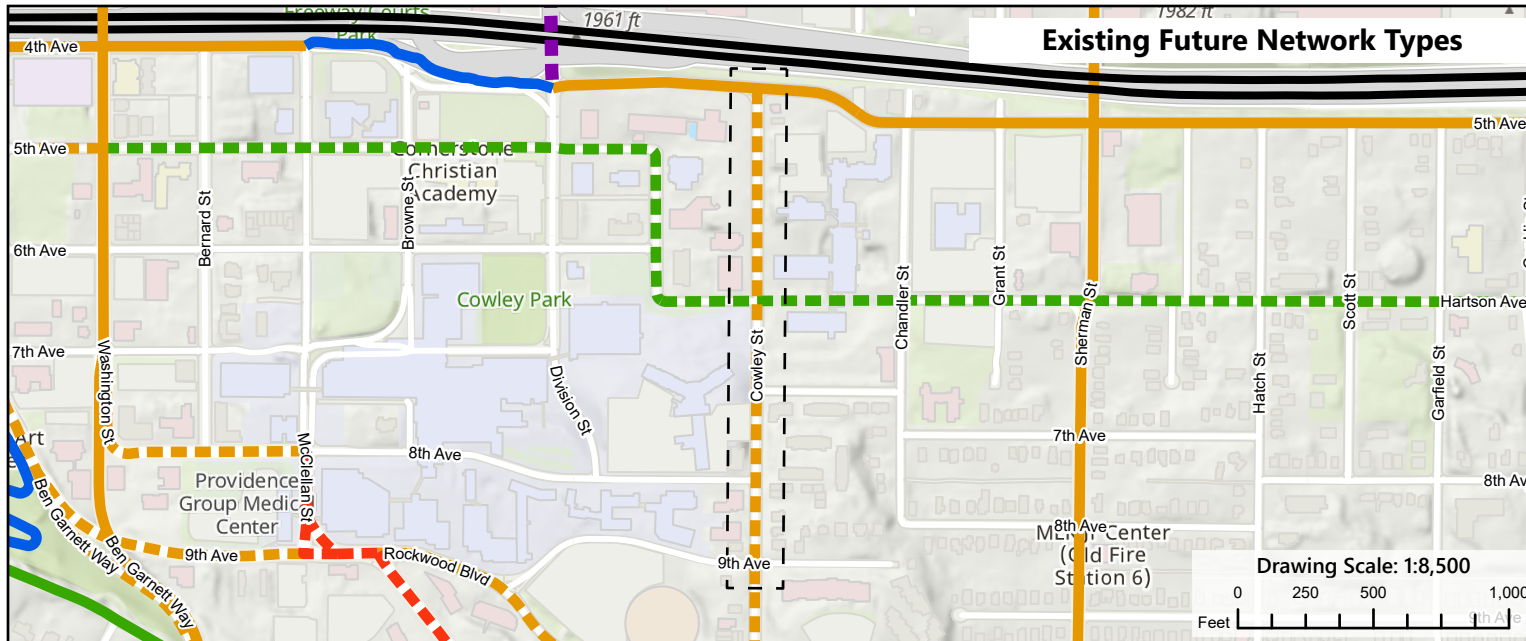 Freeway Courts
Park
1961 ft
1982 ft
Existing Future Network Types
4th Ave
5th Ave
5th Ave
Cornerstone
Christian
Academy
Bernard St
Browne St
6th Ave
Cowley Park
Chandler St
Grant St
Sherman St
Scott St
Hartson Ave
7th Ave
Washington St
Division St
Cowley St
Hatch St
Garfield St
7th Ave
Art
McClellan St
8th Ave
8th Av
Providence
Group Medic
Center
Ben Garnett Way
Ben Garnett Way
9th Ave
Rockwood Blvd
9th Ave
8th Ave
Center
(Old Fire
Station 6)
Drawing Scale: 1:8,500
0 250 500 1,000
Feet
9th Ave